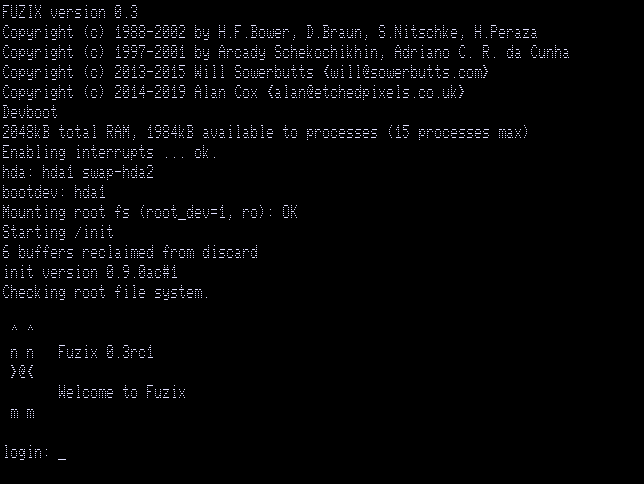 FUZIX version 0.3
Copyright (c) 1988-2002 by H.F.Bower, D.Braun, S.Nitschke, H.Peraza
Copyright (c) 1997-2001 by Arcady Schekochikhin, Adriano C. R. da Cunha
Copyright (c) 2013-2015 Will Sowerbutts {will@sowerbutts.com}
Copyright (c) 2014-2019 Alan Cox {alan@etchedpixels.co.uk}
Devboot
2048kB total RAM, 1984kB available to processes (15 processes max)
Enabling interrupts ... ok.
hda: hda1 swap-hda2
bootdev: hda1
Mounting root fs (root_dev=1, ro): OK
Starting /init
6 buffers reclaimed from discard
init version 0.9.0ac#1
Checking root file system.
^ ^
n n   Fuzix 0.3rc1
}@{
Welcome to Fuzix
m m
login: _